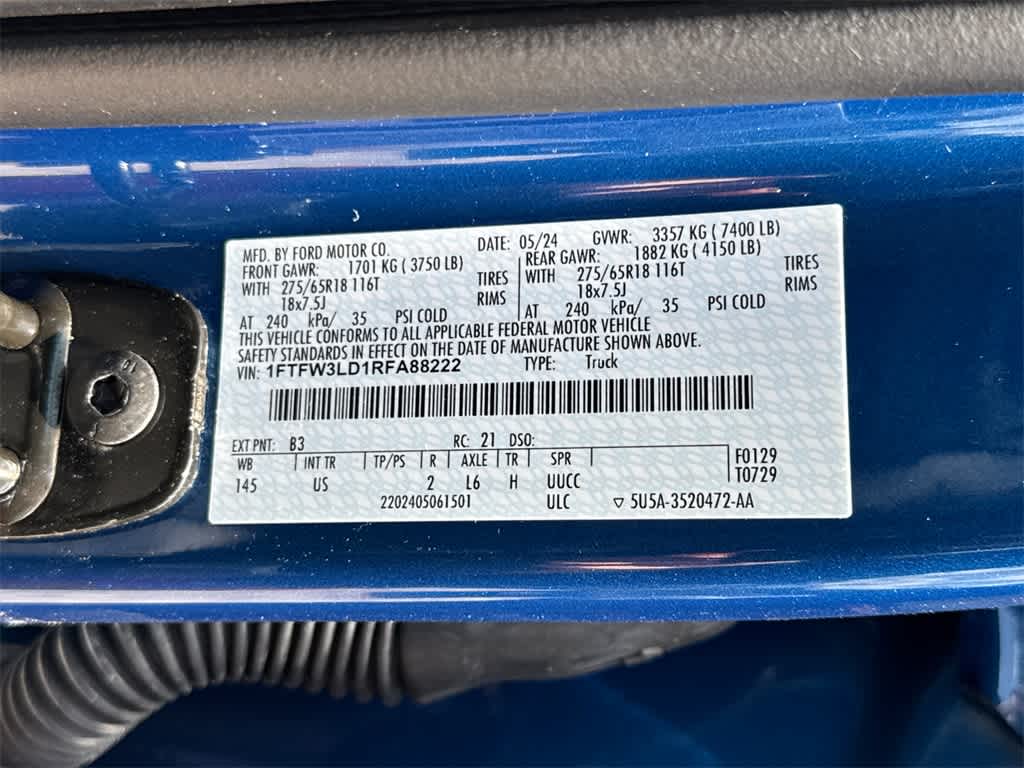 MFD. BY FORD MOTOR CO. DATE: 05/24 GVWR: 3357 KG ( 7400 LB)
FRONT GAWR: 1701 KG ( 3750 LB) REAR GAWR: 1882 KG ( 4150 LB)
WITH 275/65R18 116T TIRES WITH 275/65R18 116T TIRES
18x7.5J RIMS 18x7.5J RIMS
AT 240 kPa/ 35 PSI COLD AT 240 kPa/ 35 PSI COLD
THIS VEHICLE CONFORMS TO ALL APPLICABLE FEDERAL MOTOR VEHICLE
SAFETY STANDARDS IN EFFECT ON THE DATE OF MANUFACTURE SHOWN ABOVE.
VIN: 1FTFW3LD1RFA88222 TYPE: Truck
EXT PNT: B3 RC: 21 DSO:
WB INT TR TP/PS R AXLE TR SPR F0129
145 US 2 L6 H UUCC T0729
2202405061501 ULC ▽ 5U5A-3520472-AA
10